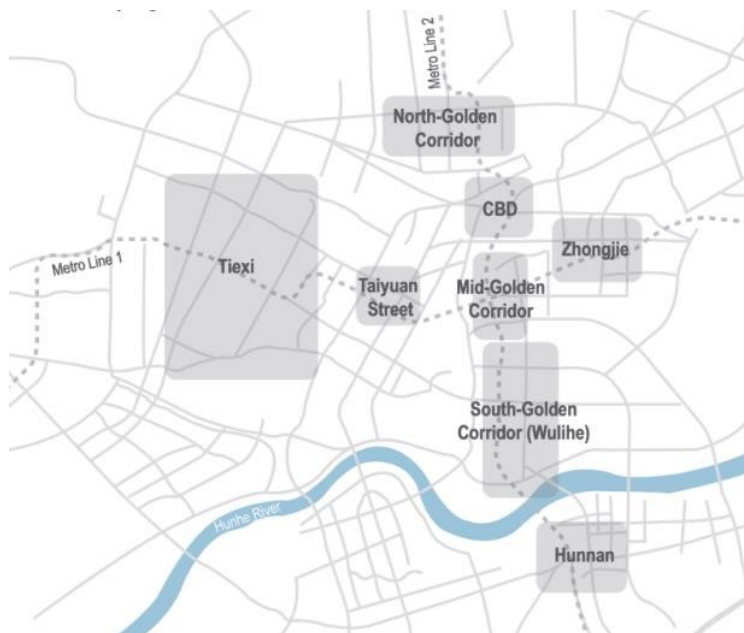 Metro Line 2
North-Golden
Corridor
CBD
Zhongjie
Metro Line 1
Tiexi
Taiyuan
Street
Mid-Golden
Corridor
South-Golden
Corridor (Wulihe)
Hunhe River
Hunnan